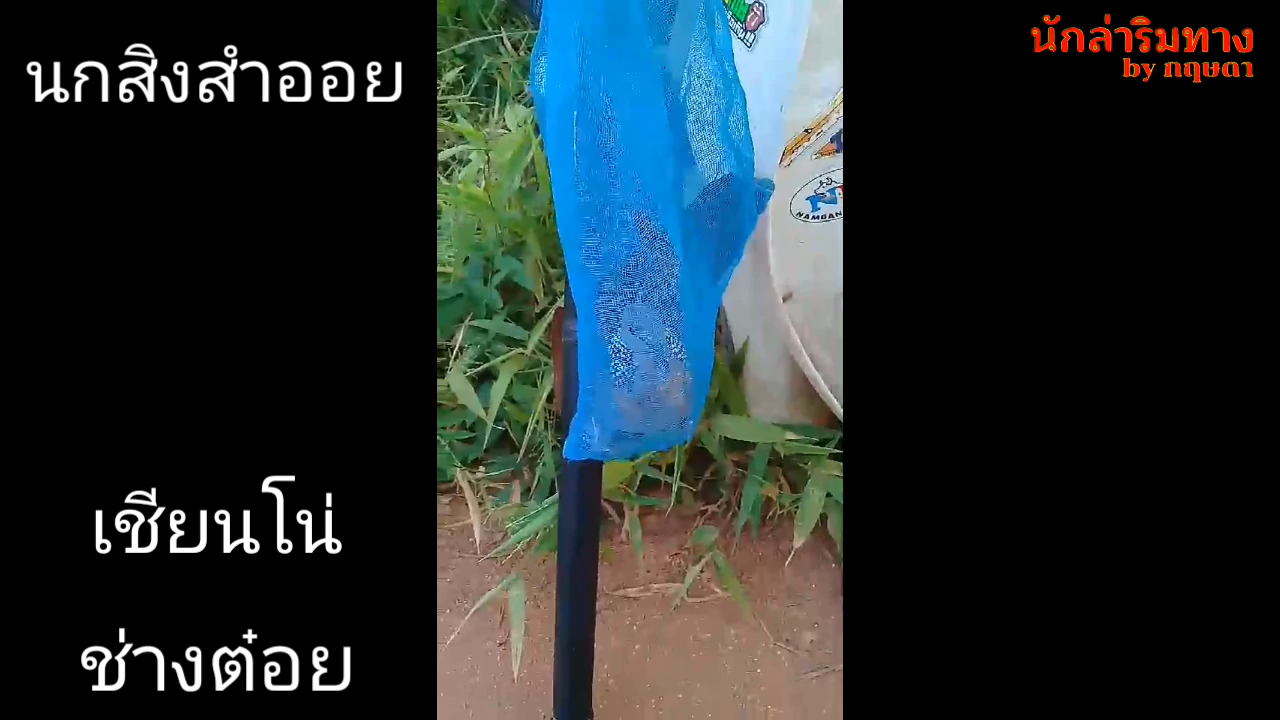 นกสิงสำออย
นักล่าริมทาง
by กฤษดา
เชียนโน่
ช่างต๋อย